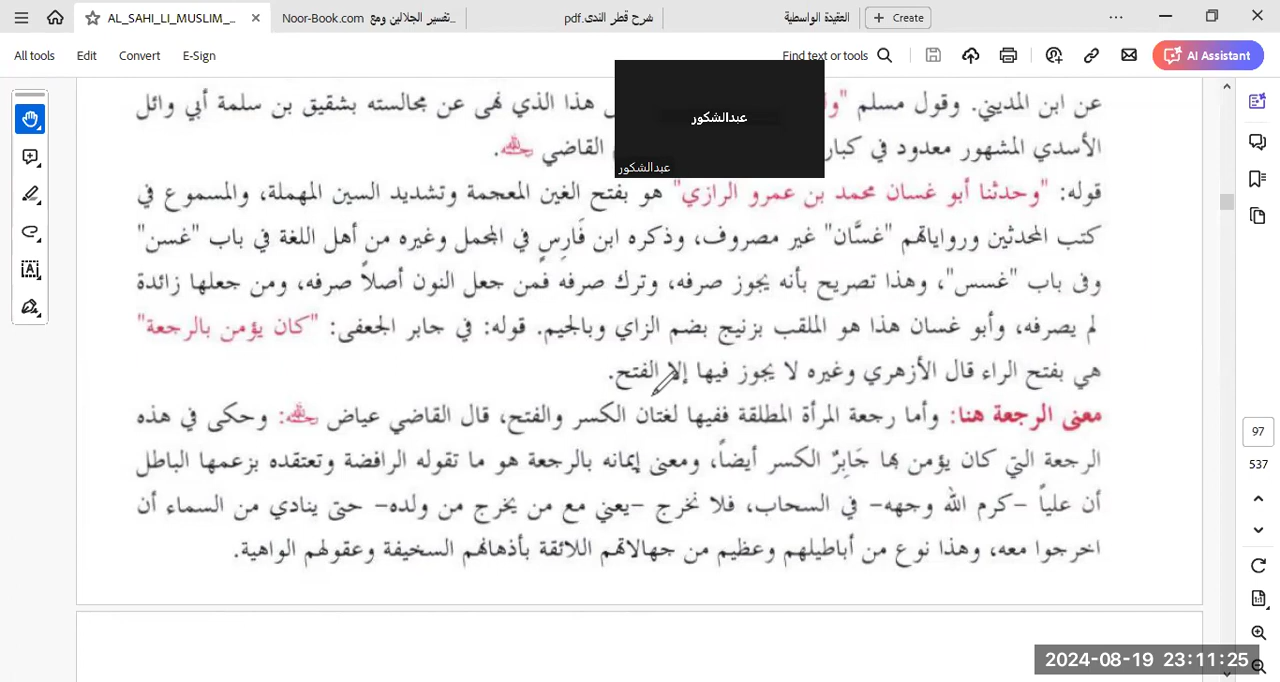 AL_SAHI_LI_MUSLIM_...
Noor-Book.com تفسير الجلالين ومع...
شرح قطر الندى.pdf
العقيدة الواسطية
Create
All tools
Edit
Convert
E-Sign
Find text or tools
AI Assistant
عبدالشكور
عبدالشكور
عن ابن المديني. وقول مسلم "و هذا الذي نهى عن مجالسته بشقيق بن سلمة أبي وائل
الأسدي المشهور معدود في كبار القاضي رحمه الله.
قوله: "وحدثنا أبو غسان محمد بن عمرو الرازي" هو بفتح الغين المعجمة وتشديد السين المهملة، والمسموع في
كتب المحدثين ورواياتهم "غسَّان" غير مصروف، وذكره ابن فَارِسٍ في المجمل وغيره من أهل اللغة في باب "غسن"
وفى باب "غسس"، وهذا تصريح بأنه يجوز صرفه، وترك صرفه فمن جعل النون أصلاً صرفه، ومن جعلها زائدة
لم يصرفه، وأبو غسان هذا هو الملقب بزنيج بضم الزاي وبالجيم. قوله: في جابر الجعفى: "كان يؤمن بالرجعة"
هي بفتح الراء قال الأزهري وغيره لا يجوز فيها إلا الفتح.
معنى الرجعة هنا: وأما رجعة المرأة المطلقة ففيها لغتان الكسر والفتح، قال القاضي عياض رحمه الله: وحكى في هذه
الرجعة التي كان يؤمن بها جَابِرٌ الكسر أيضاً، ومعنى إيمانه بالرجعة هو ما تقوله الرافضة وتعتقده بزعمها الباطل
أن علياً –كرم الله وجهه– في السحاب، فلا نخرج –يعني مع من يخرج من ولده– حتى ينادي من السماء أن
اخرجوا معه، وهذا نوع من أباطيلهم وعظيم من جهالاتهم اللائقة بأذهانهم السخيفة وعقولهم الواهية.
97
537
2024-08-19 23:11:25